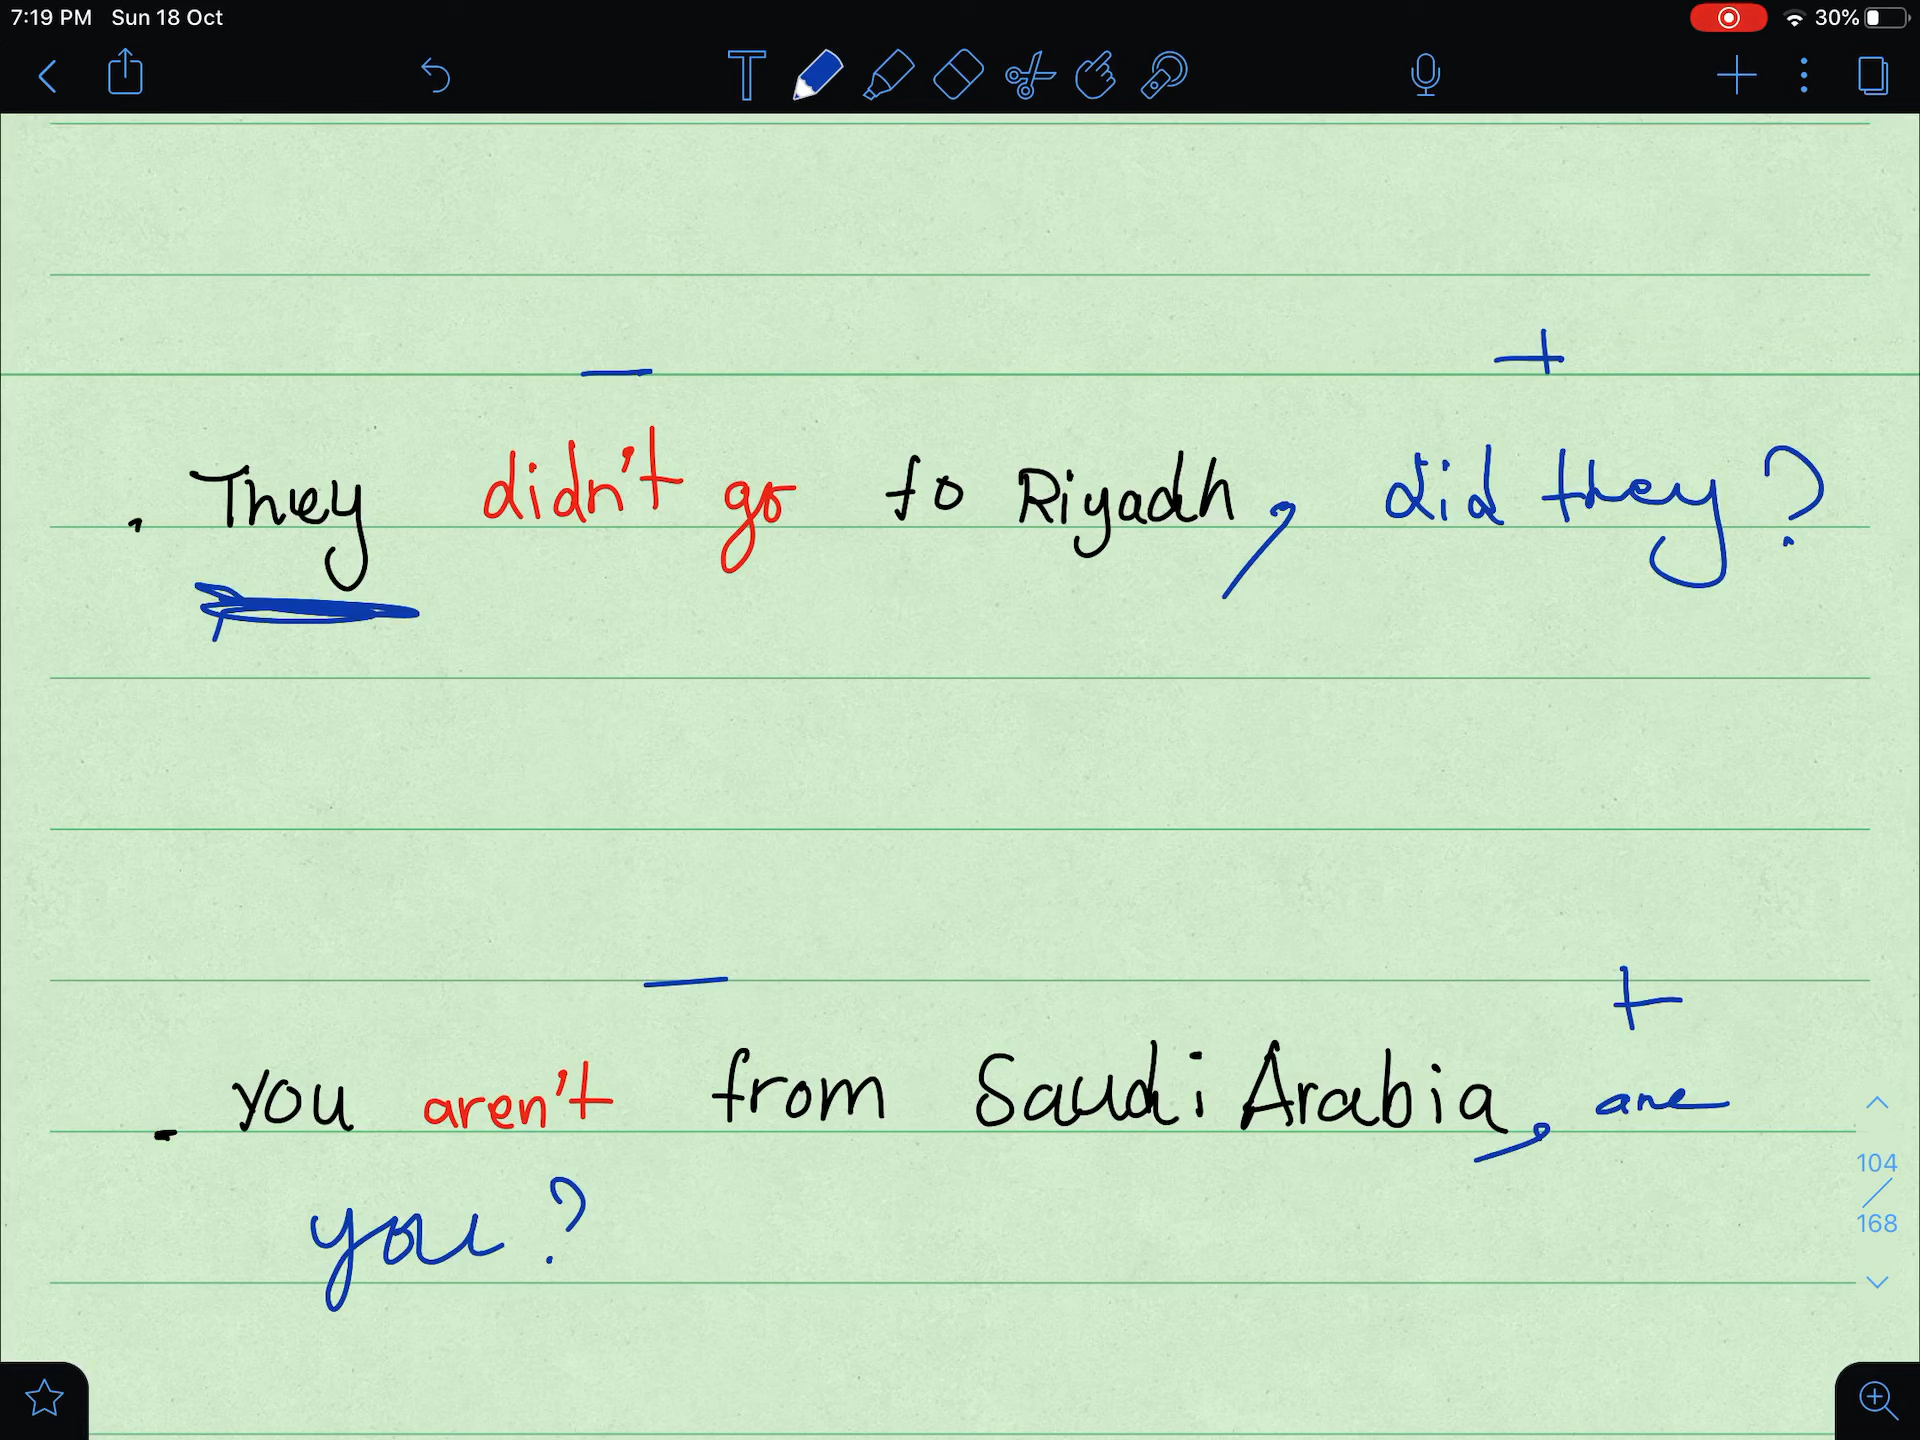 7:19 PM Sun 18 Oct 30%
T
− +
. They didn't go to Riyadh, did they?
− +
. you aren't from Saudi Arabia, are
104
you?
168